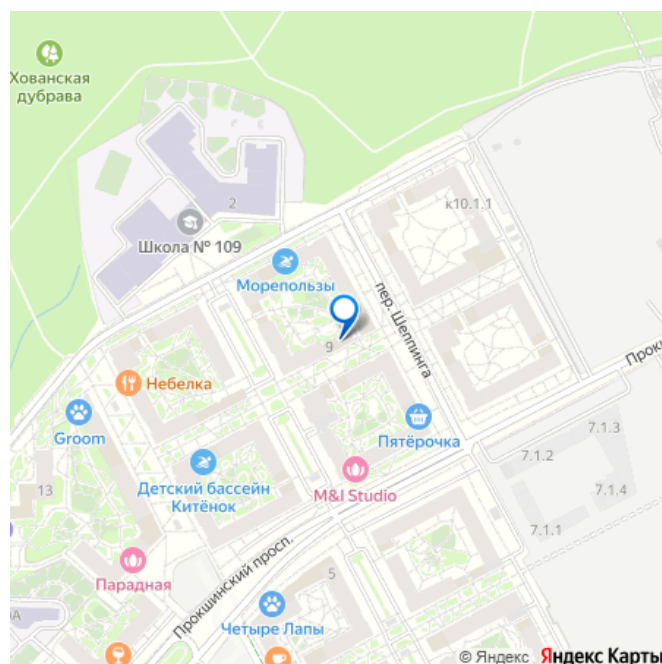 Хованская
дубрава
2
Школа № 109
к10.1.1
Морепользы
пер. Шеппинга
9
Прокш
Небелка
Groom
Пятёрочка
7.1.3
7.1.2
Детский бассейн
Китёнок
M&I Studio
7.1.4
13
7.1.1
Прокшинский просп.
Парадная
5
Четыре Лапы
© Яндекс Яндекс Карты